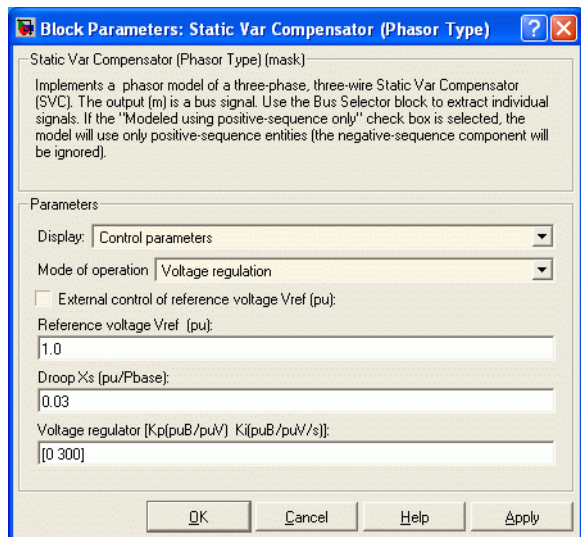 Block Parameters: Static Var Compensator (Phasor Type)
Static Var Compensator (Phasor Type) (mask)
Implements a phasor model of a three-phase, three-wire Static Var Compensator
(SVC). The output (m) is a bus signal. Use the Bus Selector block to extract individual
signals. If the "Modeled using positive-sequence only" check box is selected, the
model will use only positive-sequence entities (the negative-sequence component will
be ignored).
Parameters
Display: Control parameters
Mode of operation Voltage regulation
External control of reference voltage Vref (pu):
Reference voltage Vref (pu):
1.0
Droop Xs (pu/Pbase):
0.03
Voltage regulator [Kp(puB/puV) Ki(puB/puV/s)]:
[0 300]
OK Cancel Help Apply